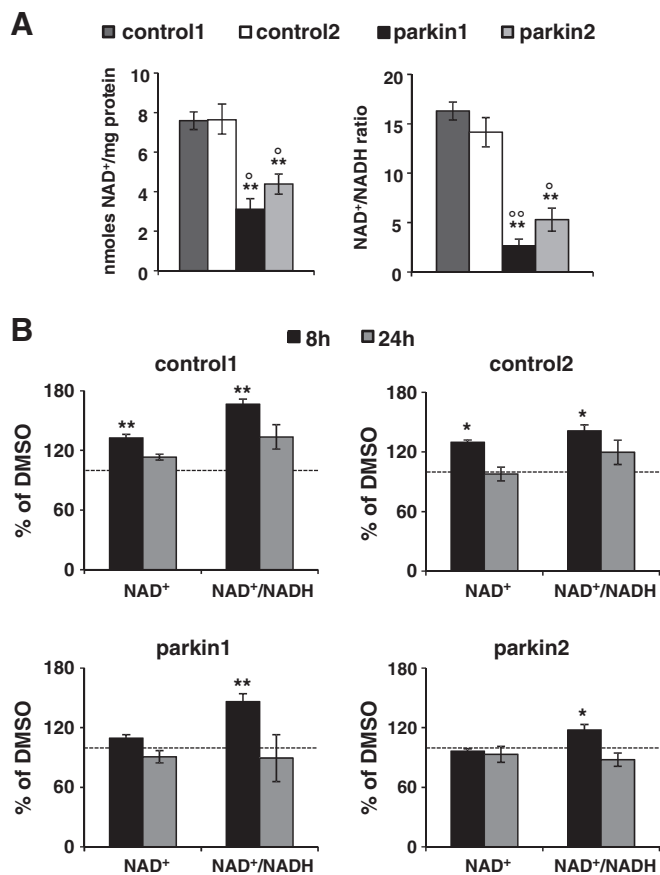 A
control1 control2 parkin1 parkin2
nmoles NAD⁺/mg protein
10
8
6
4
2
0
° **
° **
NAD⁺/NADH ratio
20
15
10
5
0
°° **
° **
B
8h 24h
control1
% of DMSO
180
120
60
0
** **
NAD⁺ NAD⁺/NADH
control2
% of DMSO
180
120
60
0
* *
NAD⁺ NAD⁺/NADH
parkin1
% of DMSO
180
120
60
0
**
NAD⁺ NAD⁺/NADH
parkin2
% of DMSO
180
120
60
0
*
NAD⁺ NAD⁺/NADH